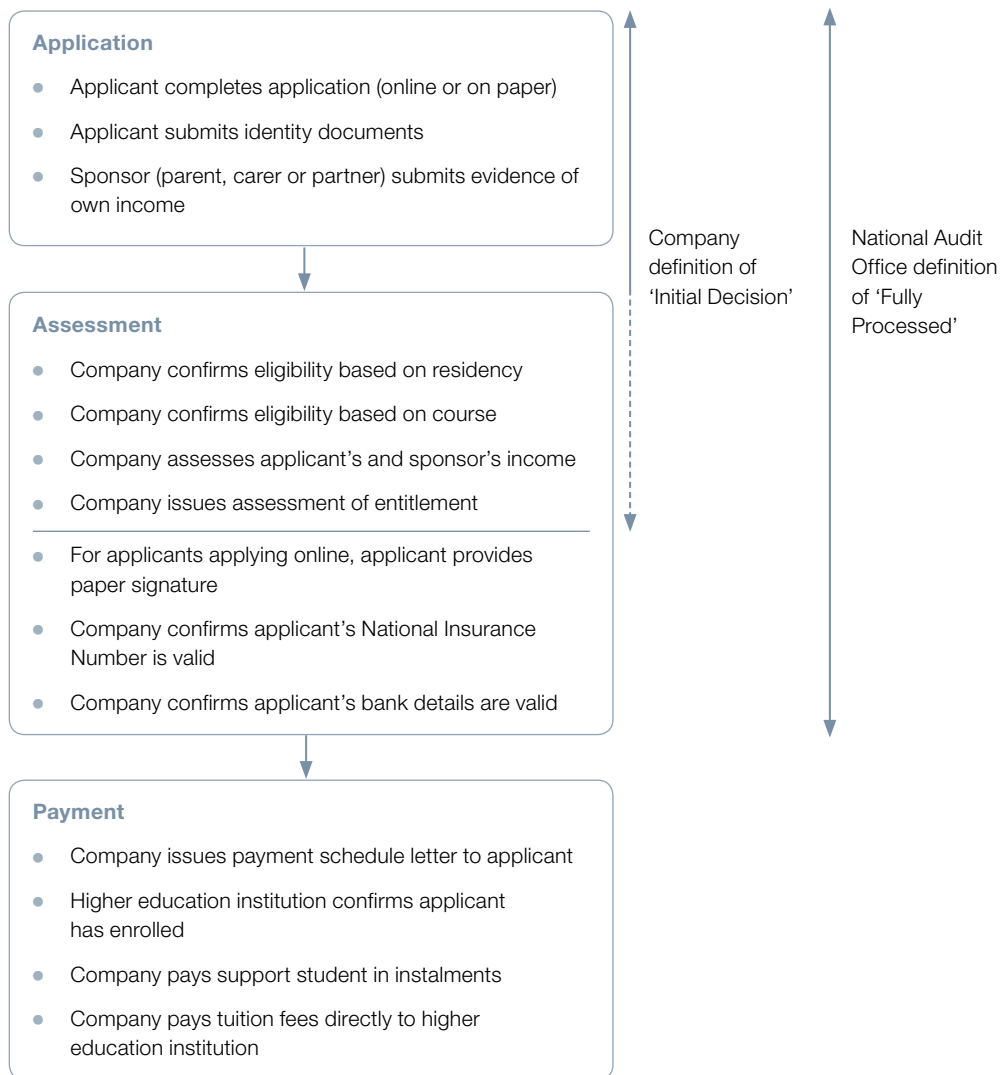 Application
Applicant completes application (online or on paper)
Applicant submits identity documents
Sponsor (parent, carer or partner) submits evidence of
own income
Company
definition of
‘Initial Decision’
National Audit
Office definition
of ‘Fully
Processed’
Assessment
Company confirms eligibility based on residency
Company confirms eligibility based on course
Company assesses applicant’s and sponsor’s income
Company issues assessment of entitlement
For applicants applying online, applicant provides
paper signature
Company confirms applicant’s National Insurance
Number is valid
Company confirms applicant’s bank details are valid
Payment
Company issues payment schedule letter to applicant
Higher education institution confirms applicant
has enrolled
Company pays support student in instalments
Company pays tuition fees directly to higher
education institution